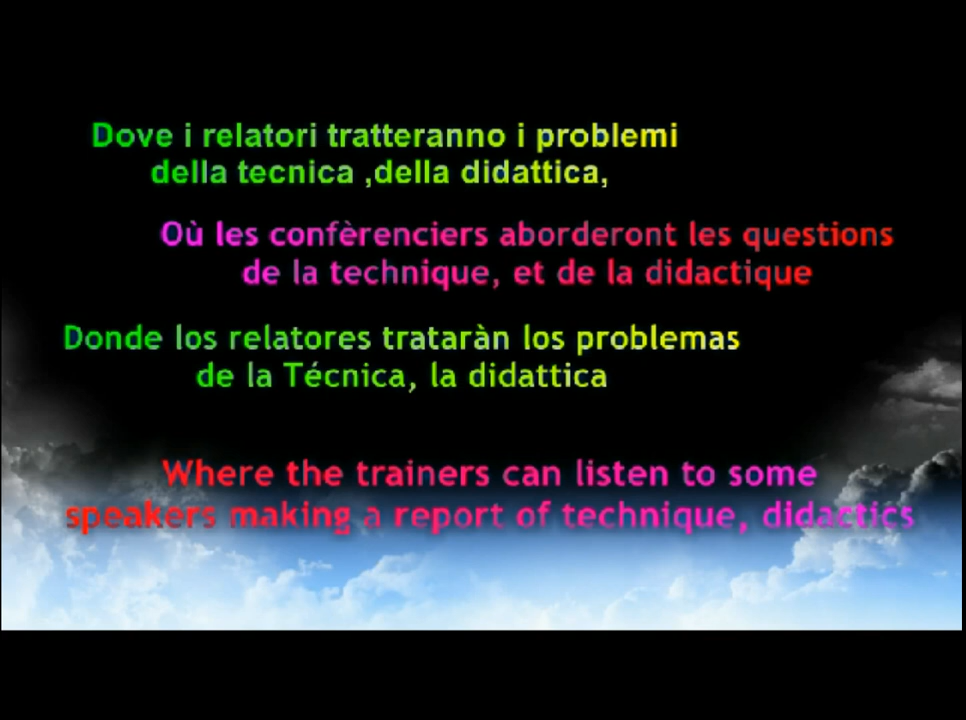 Dove i relatori tratteranno i problemi
della tecnica ,della didattica,
Où les confèrenciers aborderont les questions
de la technique, et de la didactique
Donde los relatores trataràn los problemas
de la Técnica, la didattica
Where the trainers can listen to some
speakers making a report of technique, didactics